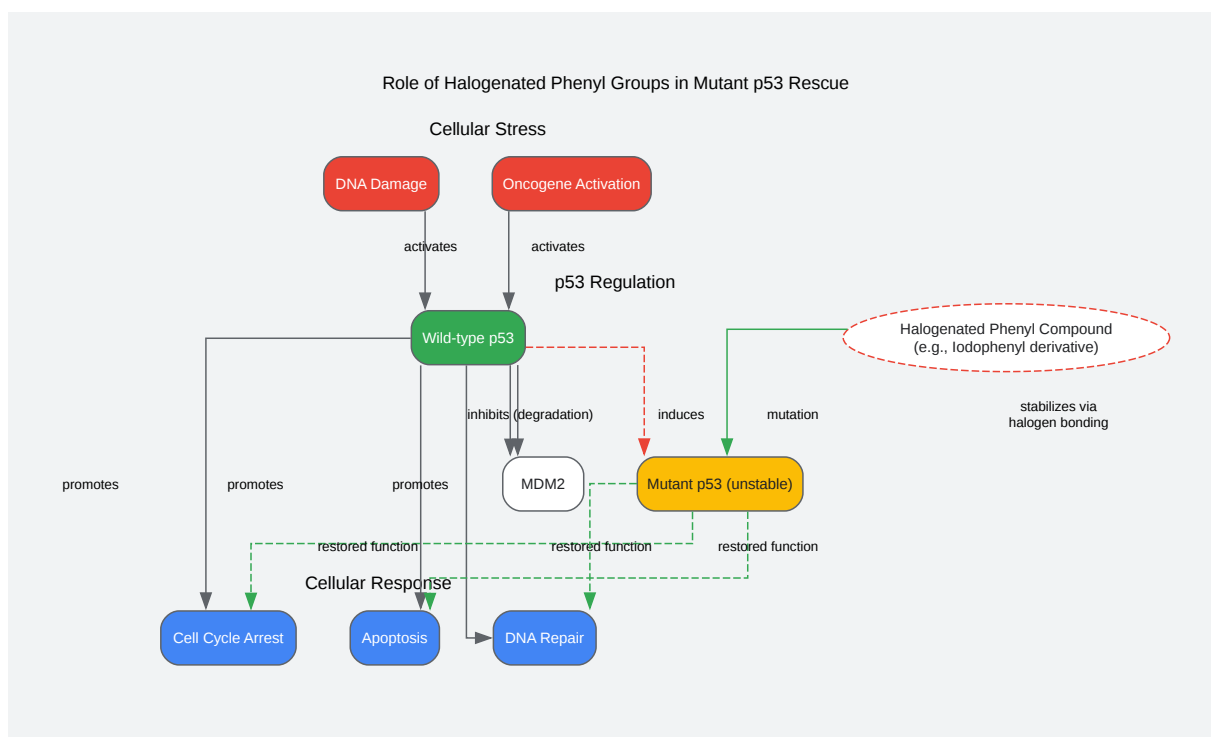 Role of Halogenated Phenyl Groups in Mutant p53 Rescue
Cellular Stress
DNA Damage
Oncogene Activation
activates
activates
p53 Regulation
Wild-type p53
Halogenated Phenyl Compound
(e.g., Iodophenyl derivative)
inhibits (degradation)
induces
mutation
stabilizes via
halogen bonding
promotes
promotes
promotes
MDM2
Mutant p53 (unstable)
restored function
restored function
restored function
Cellular Response
Cell Cycle Arrest
Apoptosis
DNA Repair